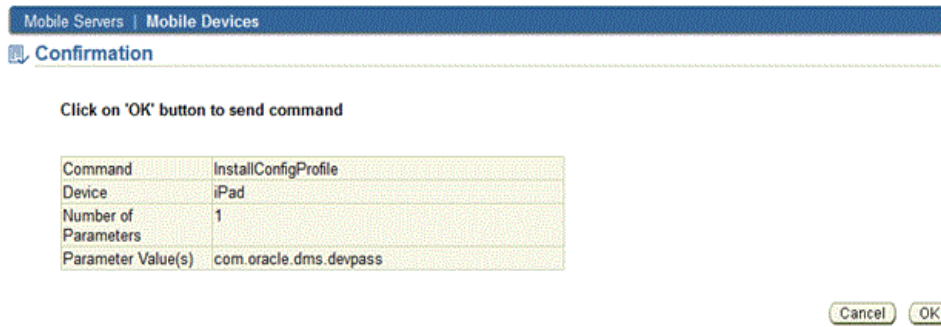 Mobile Servers | Mobile Devices
Confirmation
Click on 'OK' button to send command
Command InstallConfigProfile
Device iPad
Number of 1
Parameters
Parameter Value(s) com.oracle.dms.devpass
Cancel OK